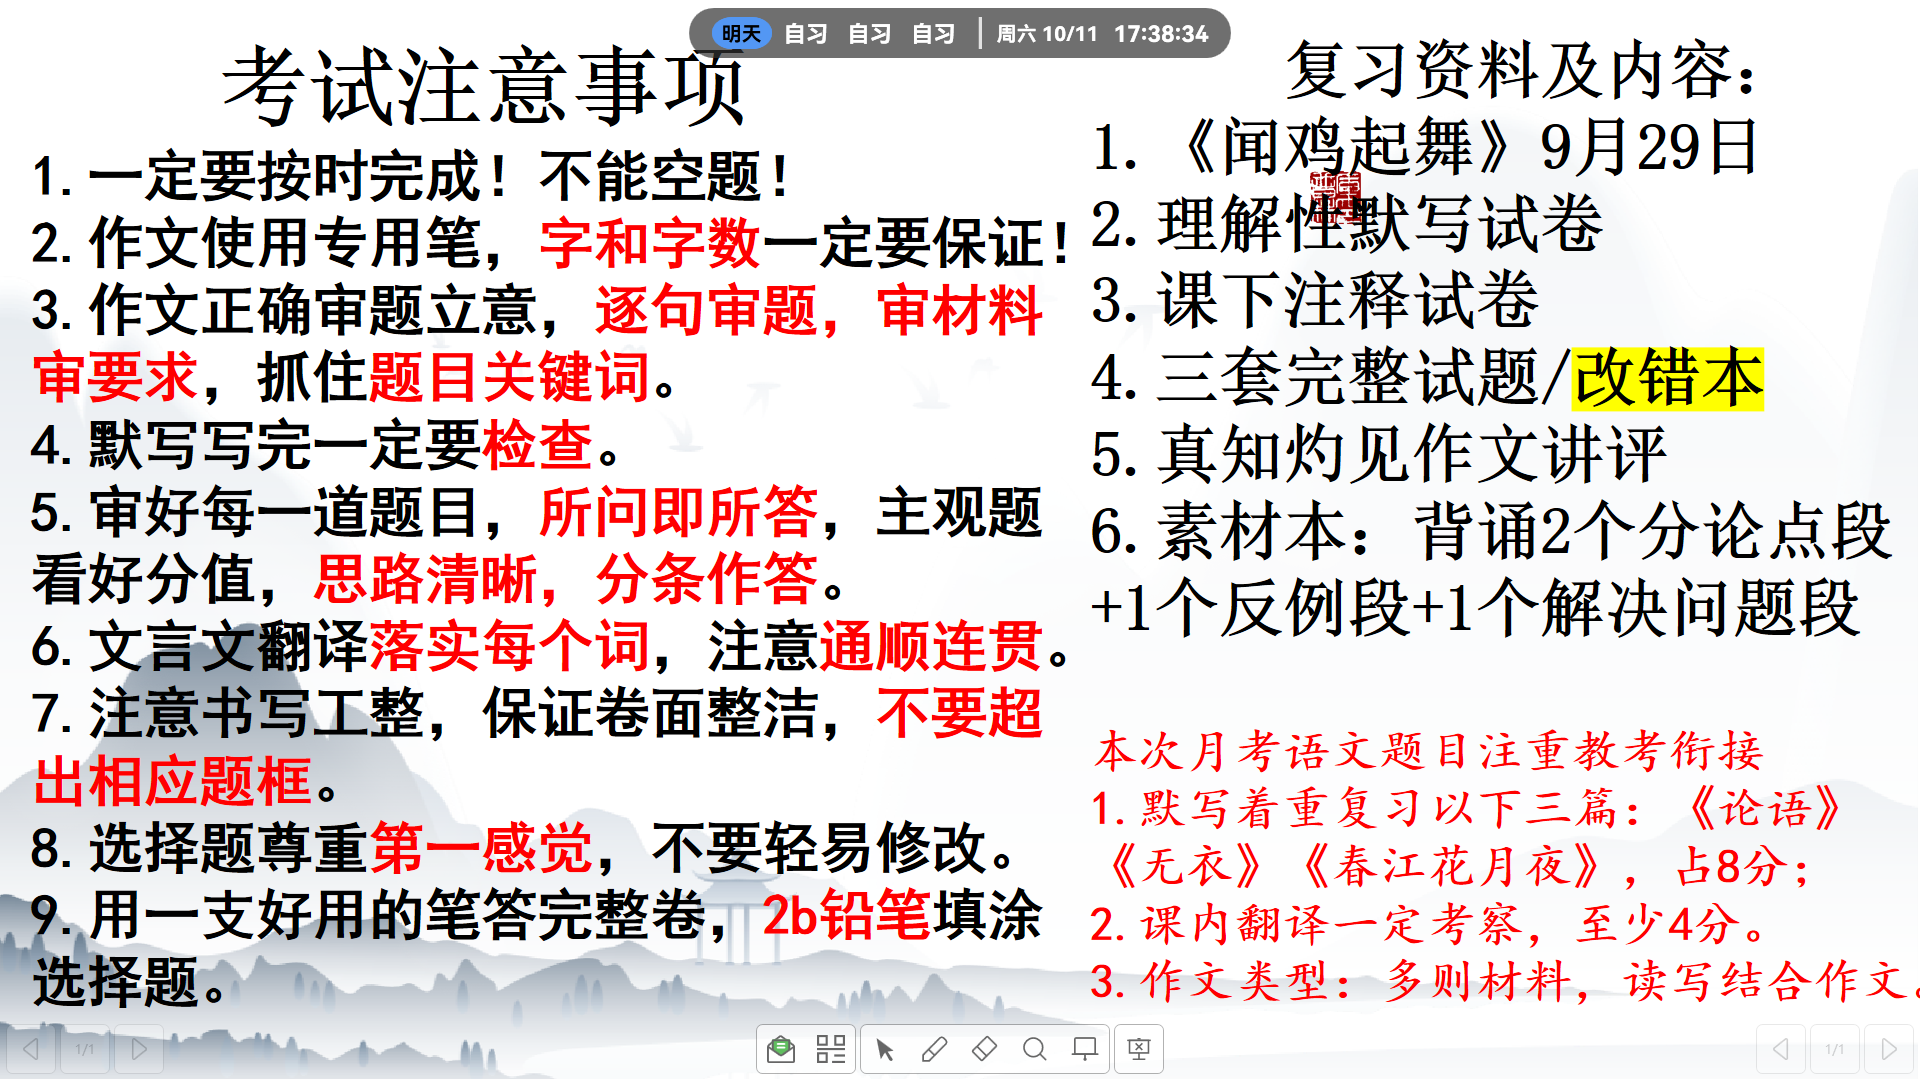 明天 自习 自习 自习 周六 10/11 17:38:34
考试注意事项
1.一定要按时完成！不能空题！
2.作文使用专用笔，字和字数一定要保证！
3.作文正确审题立意，逐句审题，审材料
审要求，抓住题目关键词。
4.默写写完一定要检查。
5.审好每一道题目，所问即所答，主观题
看好分值，思路清晰，分条作答。
6.文言文翻译落实每个词，注意通顺连贯。
7.注意书写工整，保证卷面整洁，不要超
出相应题框。
8.选择题尊重第一感觉，不要轻易修改。
9.用一支好用的笔答完整卷，2b铅笔填涂
选择题。
复习资料及内容：
1.《闻鸡起舞》9月29日
2.理解性默写试卷
3.课下注释试卷
4.三套完整试题/改错本
5.真知灼见作文讲评
6.素材本：背诵2个分论点段
+1个反例段+1个解决问题段
本次月考语文题目注重教考衔接
1.默写着重复习以下三篇：《论语》
《无衣》《春江花月夜》，占8分；
2.课内翻译一定考察，至少4分。
3.作文类型：多则材料，读写结合作文。
1/1
1/1